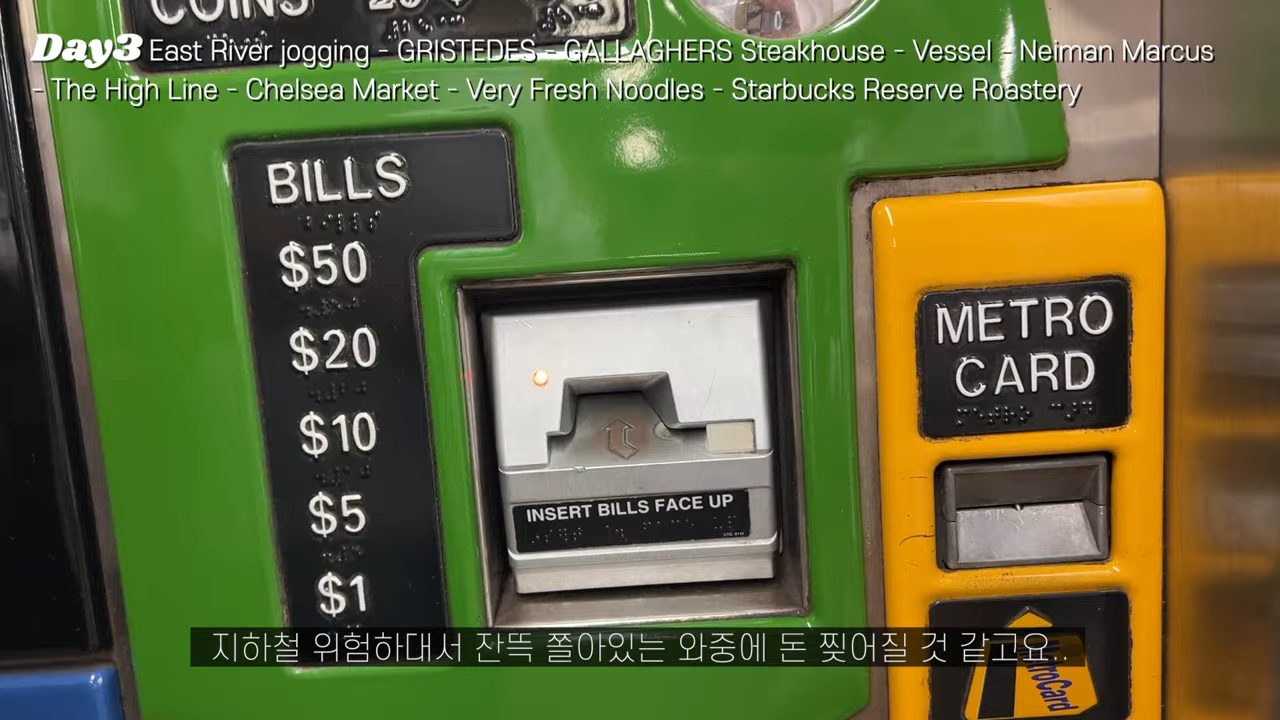 COINS
Day3 East River jogging - GRISTEDES - GALLAGHERS Steakhouse - Vessel - Neiman Marcus
- The High Line - Chelsea Market - Very Fresh Noodles - Starbucks Reserve Roastery
BILLS
$50
$20
$10
$5
$1
INSERT BILLS FACE UP
METRO
CARD
MetroCard
지하철 위험하대서 잔뜩 쫄아있는 와중에 돈 찢어질 것 같고요..